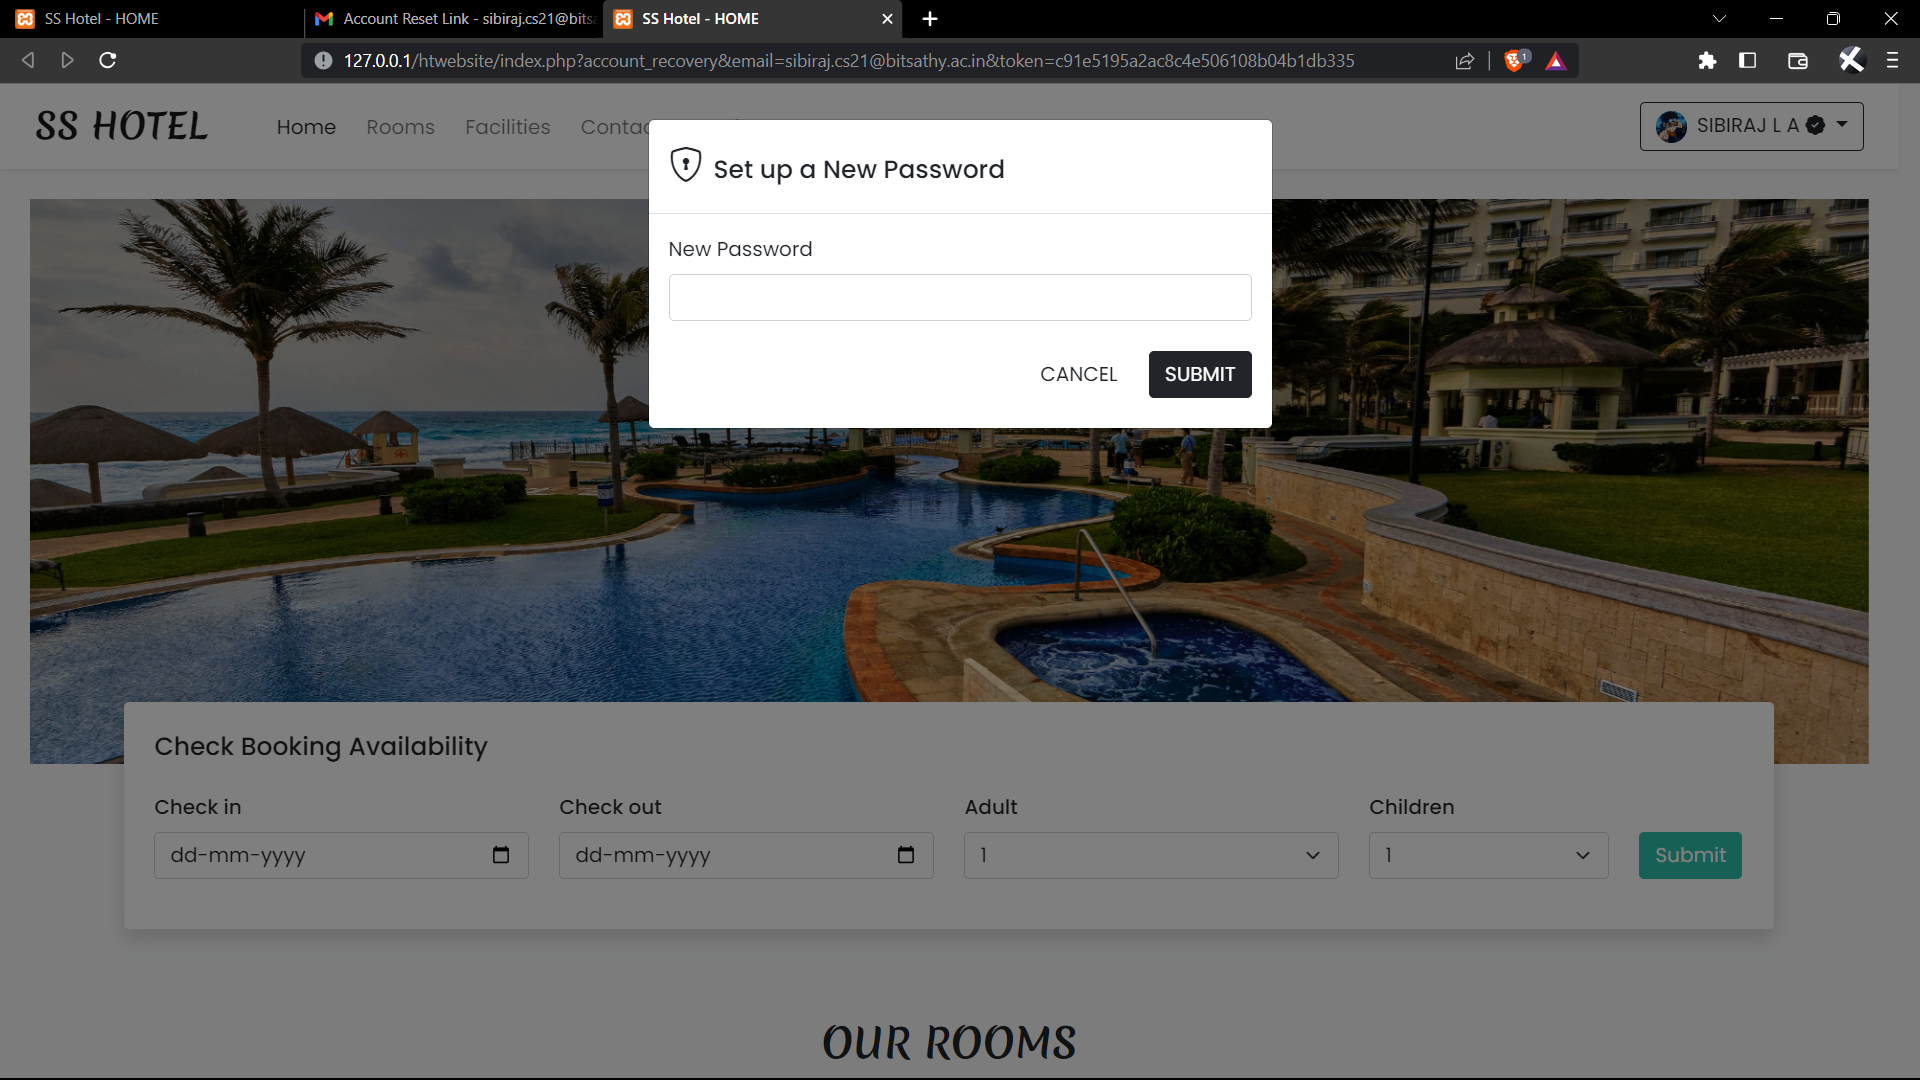 SS Hotel - HOME
Account Reset Link - sibiraj.cs21@bits
SS Hotel - HOME
127.0.0.1/htwebsite/index.php?account_recovery&email=sibiraj.cs21@bitsathy.ac.in&token=c91e5195a2ac8c4e506108b04b1db335
1
SS HOTEL
Home
Rooms
Facilities
Contac
SIBIRAJ L A
Set up a New Password
New Password
CANCEL
SUBMIT
Check Booking Availability
Check in
Check out
Adult
Children
dd-mm-yyyy
dd-mm-yyyy
1
1
Submit
OUR ROOMS